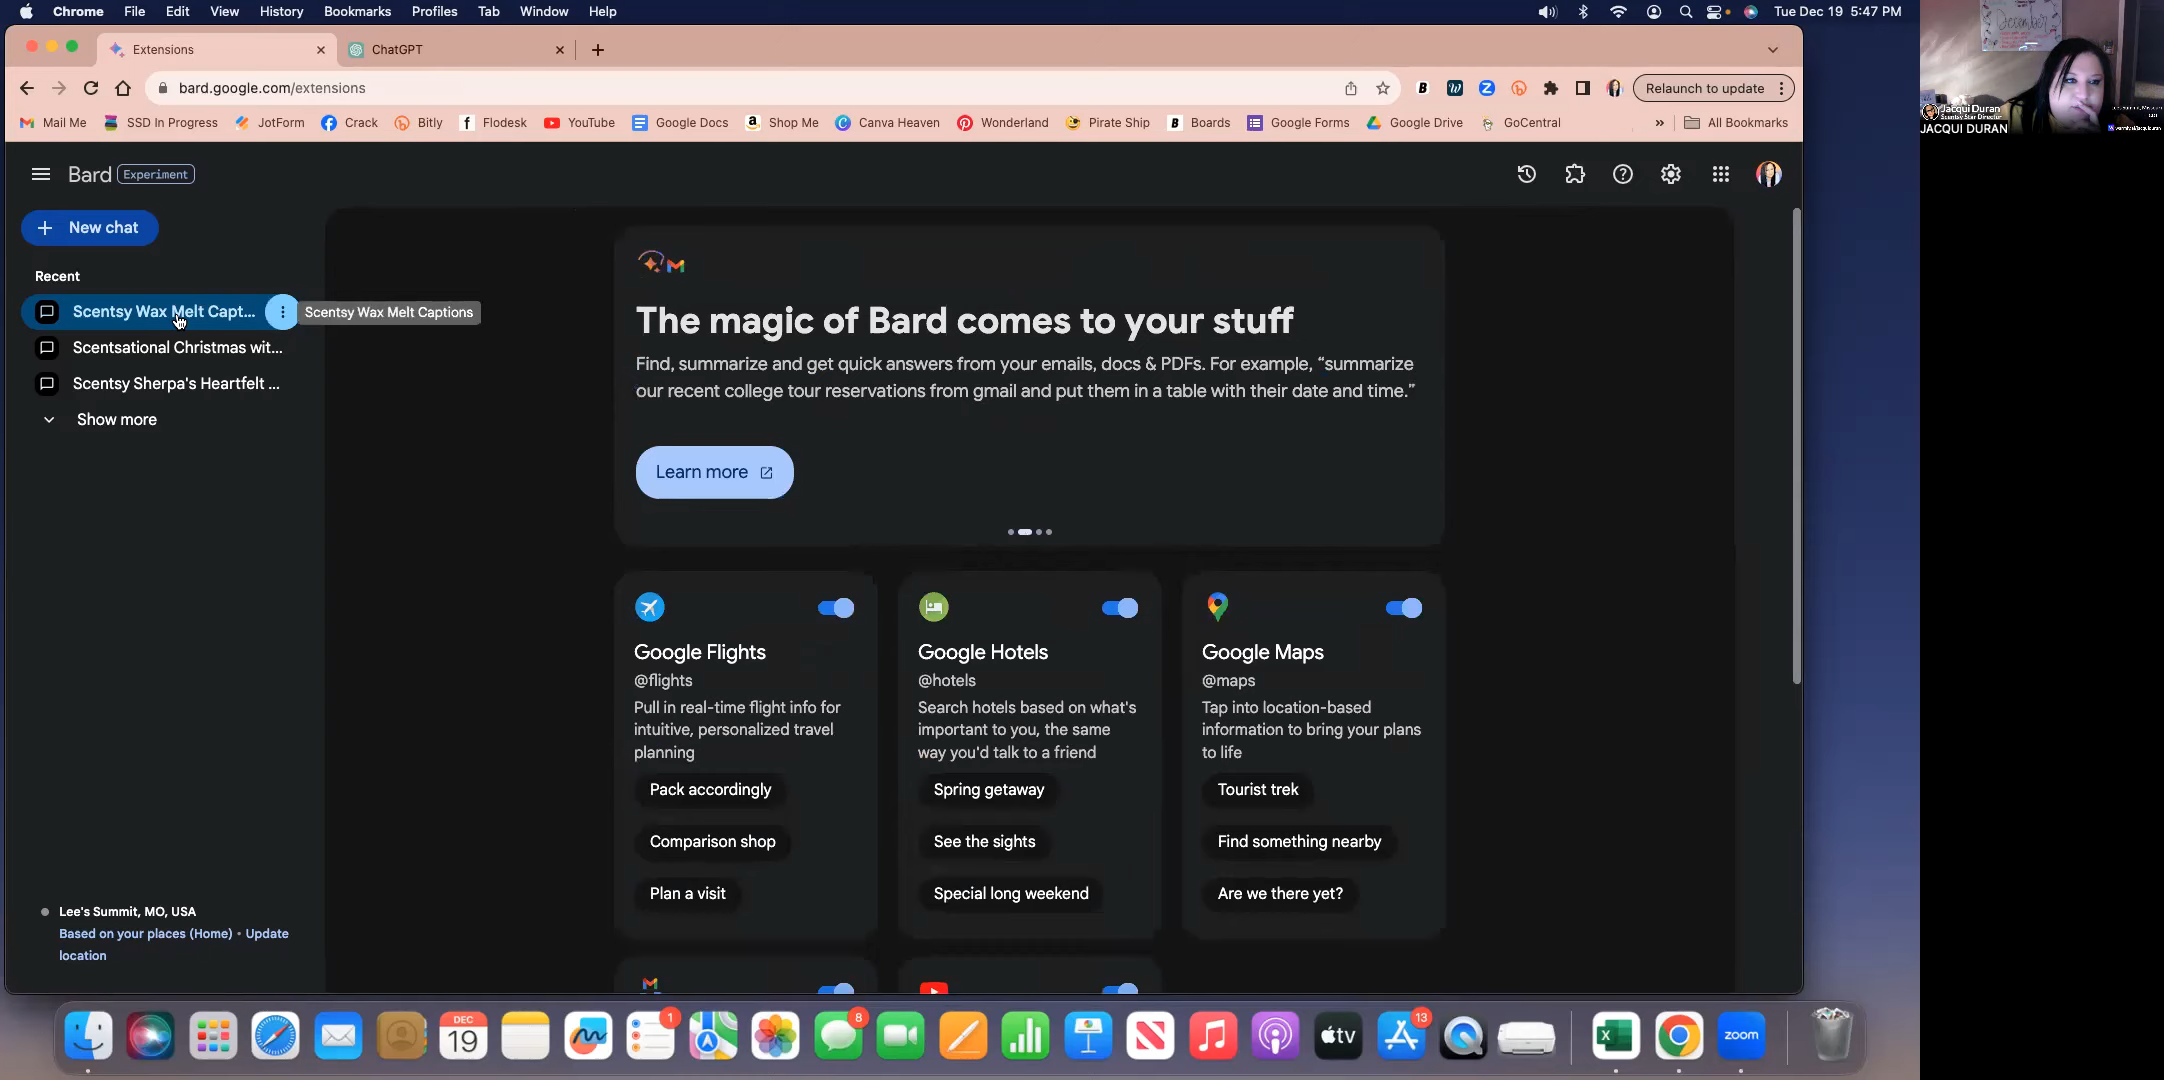 Chrome File Edit View History Bookmarks Profiles Tab Window Help
Tue Dec 19 5:47 PM
Extensions
ChatGPT
bard.google.com/extensions
Relaunch to update
Mail Me
SSD In Progress
JotForm
Crack
Bitly
Flodesk
YouTube
Google Docs
Shop Me
Canva Heaven
Wonderland
Pirate Ship
Boards
Google Forms
Google Drive
GoCentral
»
All Bookmarks
Bard Experiment
New chat
Recent
Scentsy Wax Melt Capt...
Scentsy Wax Melt Captions
Scentsational Christmas wit...
Scentsy Sherpa's Heartfelt ...
Show more
The magic of Bard comes to your stuff
Find, summarize and get quick answers from your emails, docs & PDFs. For example, “summarize
our recent college tour reservations from gmail and put them in a table with their date and time.”
Learn more
Google Flights
@flights
Pull in real-time flight info for
intuitive, personalized travel
planning
Pack accordingly
Comparison shop
Plan a visit
Google Hotels
@hotels
Search hotels based on what's
important to you, the same
way you'd talk to a friend
Spring getaway
See the sights
Special long weekend
Google Maps
@maps
Tap into location-based
information to bring your plans
to life
Tourist trek
Find something nearby
Are we there yet?
Lee's Summit, MO, USA
Based on your places (Home) • Update
location
DEC
19
1
8
tv
13
zoom
December
Jacqui Duran
Scentsy Star Director
JACQUI DURAN